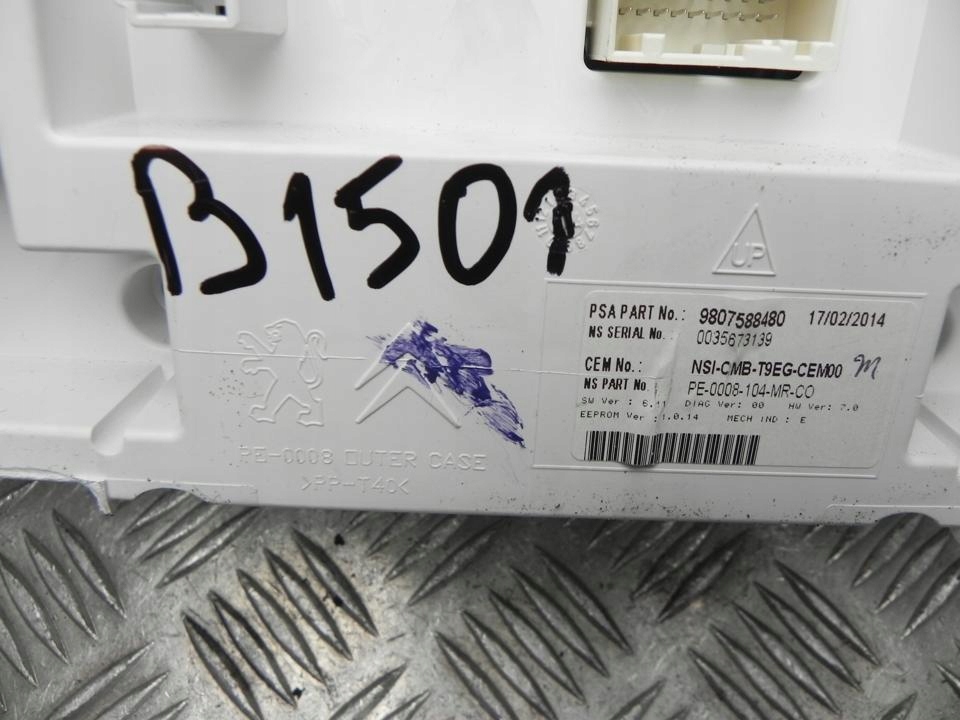 B1501
UP
PSA PART No.: 9807588480 17/02/2014
NS SERIAL No. 0035673139
CEM No.: NSI-CMB-T9EG-CEM00 M
NS PART No. PE-0008-104-MR-CO
SW Ver : 6.11 DIAG Ver: 00 HW Ver: 7.0
EEPROM Ver : 1.0.14 MECH IND : E
PE-0008 OUTER CASE
>PP-T40<